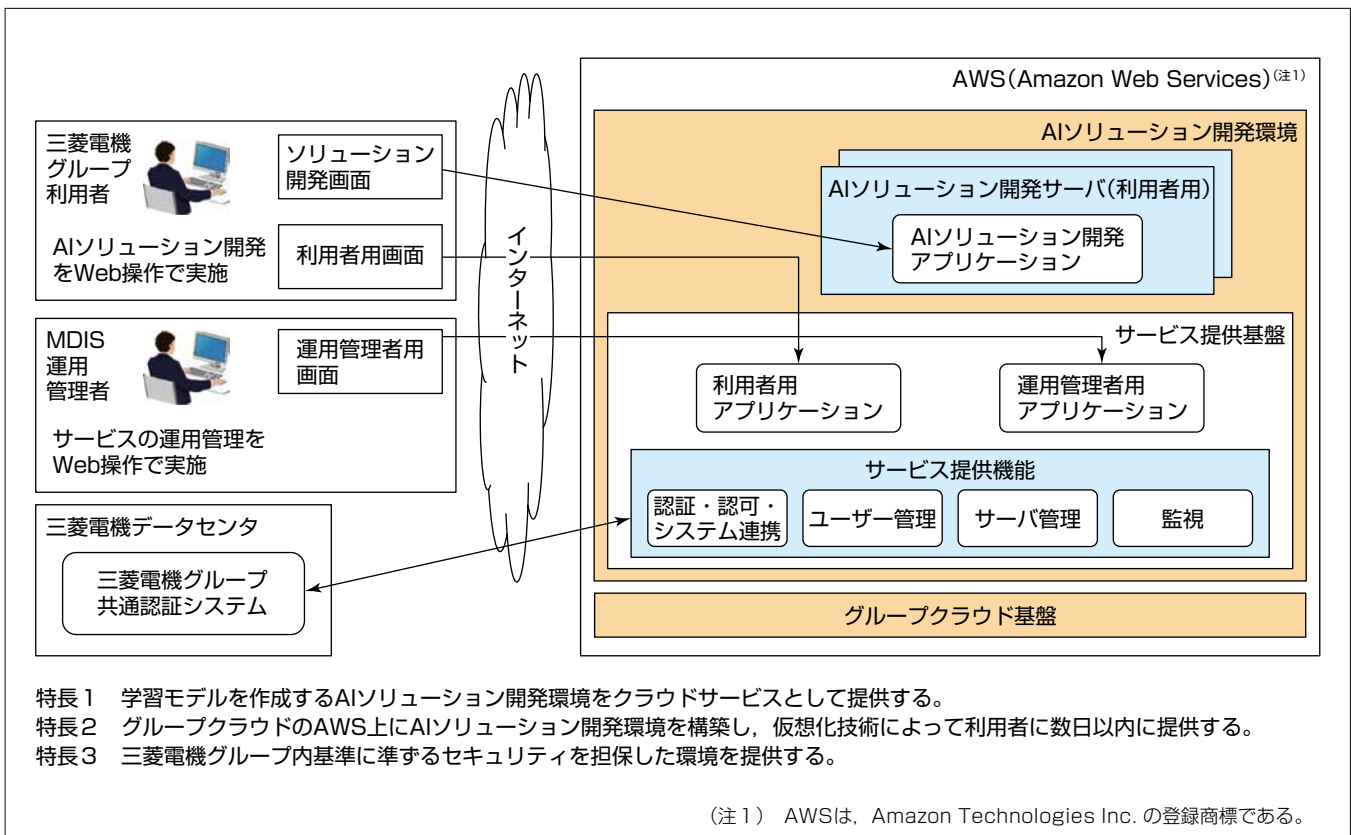 AWS(Amazon Web Services)(注1)
AIソリューション開発環境
三菱電機
グループ
利用者
ソリューション
開発画面
AIソリューション開発
をWeb操作で実施
利用者用画面
MDIS
運用
管理者
運用管理者用
画面
サービスの運用管理を
Web操作で実施
三菱電機データセンタ
三菱電機グループ
共通認証システム
インターネット
AIソリューション開発サーバ(利用者用)
AIソリューション開発
アプリケーション
サービス提供基盤
利用者用
アプリケーション
運用管理者用
アプリケーション
サービス提供機能
認証・認可・
システム連携
ユーザー管理
サーバ管理
監視
グループクラウド基盤
特長1 学習モデルを作成するAIソリューション開発環境をクラウドサービスとして提供する。
特長2 グループクラウドのAWS上にAIソリューション開発環境を構築し，仮想化技術によって利用者に数日以内に提供する。
特長3 三菱電機グループ内基準に準ずるセキュリティを担保した環境を提供する。
(注1) AWSは，Amazon Technologies Inc. の登録商標である。